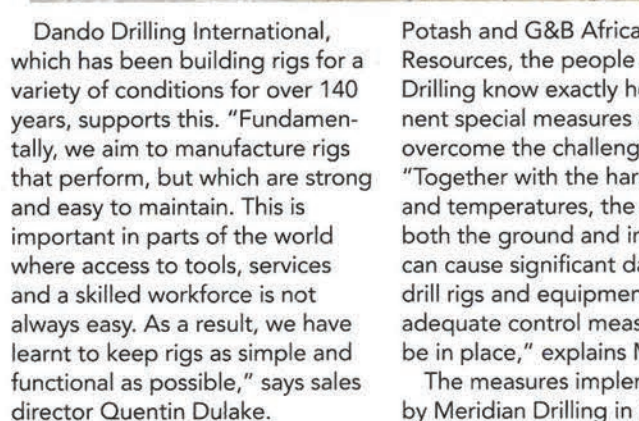 Dando Drilling International,
which has been building rigs for a
variety of conditions for over 140
years, supports this. “Fundamen-
tally, we aim to manufacture rigs
that perform, but which are strong
and easy to maintain. This is
important in parts of the world
where access to tools, services
and a skilled workforce is not
always easy. As a result, we have
learnt to keep rigs as simple and
functional as possible,” says sales
director Quentin Dulake.
Potash and G&B Africa
Resources, the people
Drilling know exactly h
nent special measures
overcome the challeng
“Together with the har
and temperatures, the
both the ground and i
can cause significant d
drill rigs and equipmen
adequate control meas
be in place,” explains M
The measures implem
by Meridian Drilling in